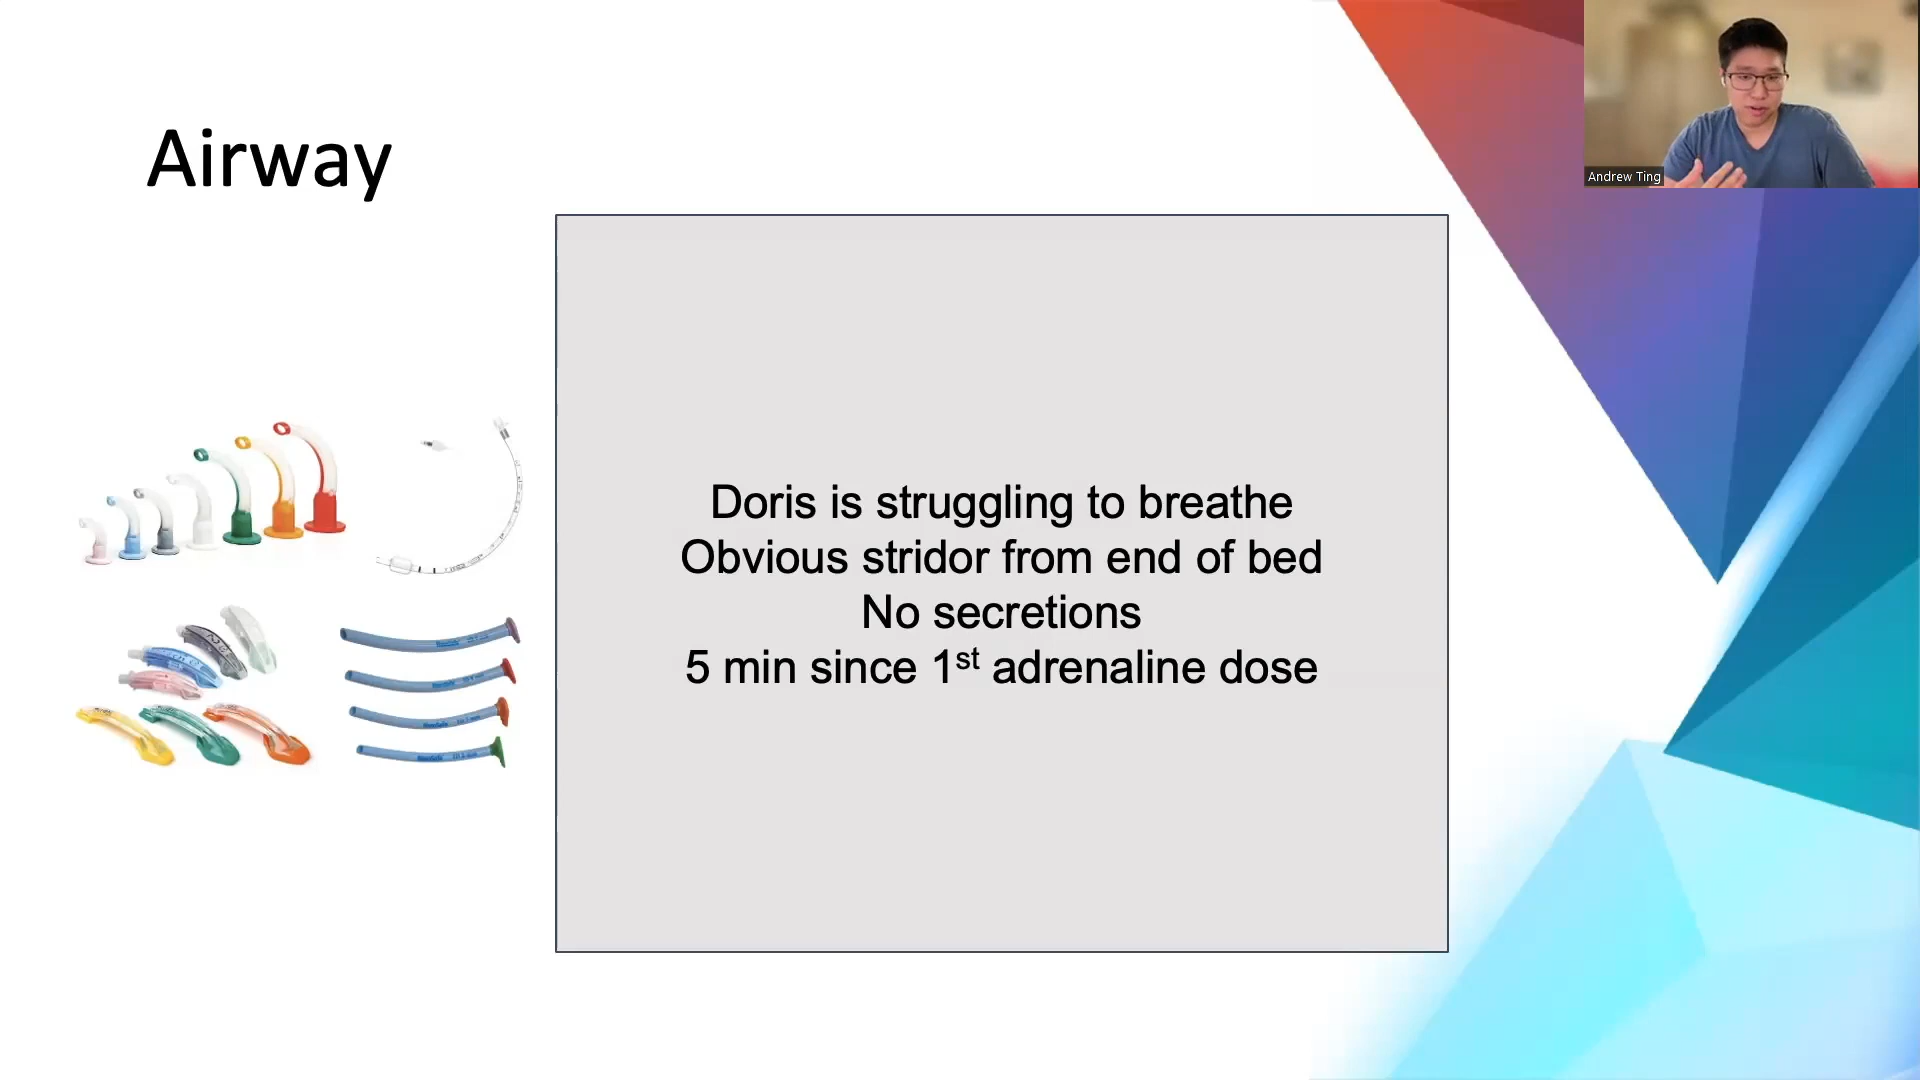 Airway
Andrew Ting
Doris is struggling to breathe
Obvious stridor from end of bed
No secretions
5 min since 1st adrenaline dose